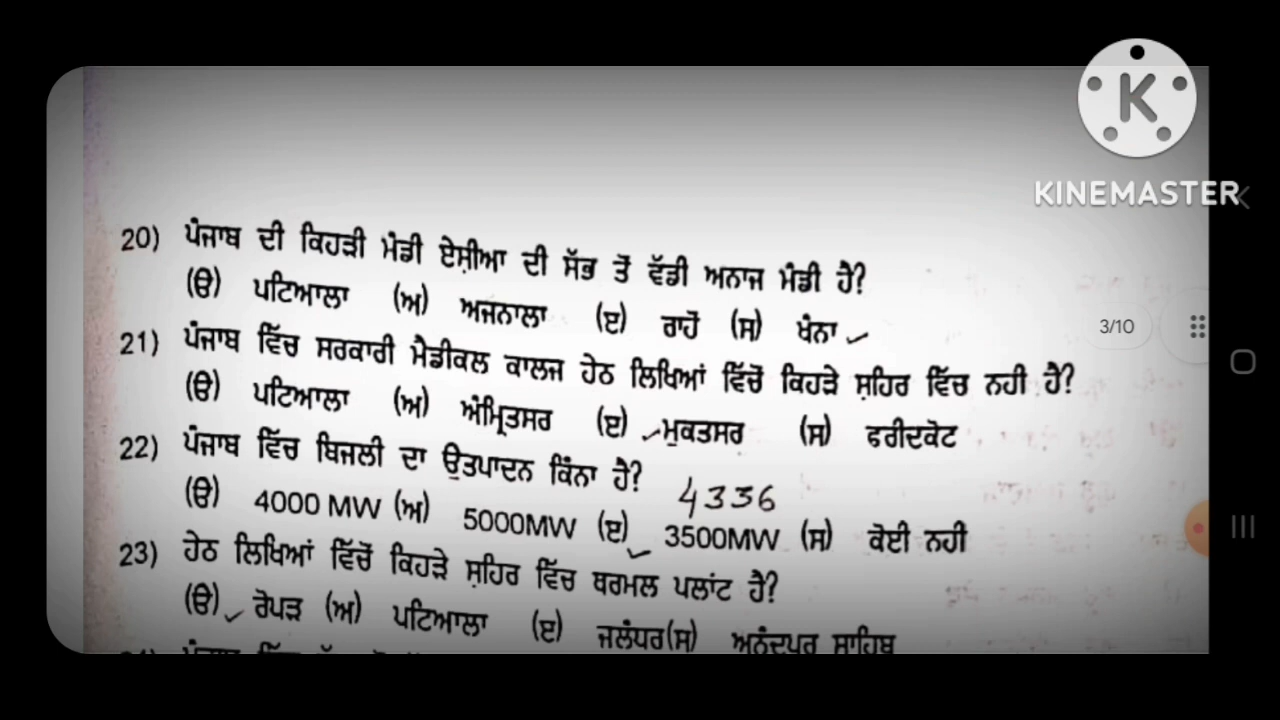 K
KINEMASTER
20) ਪੰਜਾਬ ਦੀ ਕਿਹੜੀ ਮੰਡੀ ਏਸ਼ੀਆ ਦੀ ਸੱਭ ਤੋਂ ਵੱਡੀ ਅਨਾਜ ਮੰਡੀ ਹੈ?
(ੳ) ਪਟਿਆਲਾ (ਅ) ਅਜਨਾਲਾ (ੲ) ਰਾਹੋਂ (ਸ) ਖੰਨਾ
3/10
21) ਪੰਜਾਬ ਵਿੱਚ ਸਰਕਾਰੀ ਮੈਡੀਕਲ ਕਾਲਜ ਹੇਠ ਲਿਖਿਆਂ ਵਿੱਚੋਂ ਕਿਹੜੇ ਸ਼ਹਿਰ ਵਿੱਚ ਨਹੀ ਹੈ?
(ੳ) ਪਟਿਆਲਾ (ਅ) ਅੰਮ੍ਰਿਤਸਰ (ੲ) ਮੁਕਤਸਰ (ਸ) ਫਰੀਦਕੋਟ
22) ਪੰਜਾਬ ਵਿੱਚ ਬਿਜਲੀ ਦਾ ਉਤਪਾਦਨ ਕਿੰਨਾ ਹੈ?
4336
(ੳ) 4000 MW (ਅ) 5000MW (ੲ) 3500MW (ਸ) ਕੋਈ ਨਹੀ
23) ਹੇਠ ਲਿਖਿਆਂ ਵਿੱਚੋਂ ਕਿਹੜੇ ਸ਼ਹਿਰ ਵਿੱਚ ਥਰਮਲ ਪਲਾਂਟ ਹੈ?
(ੳ) ਰੋਪੜ (ਅ) ਪਟਿਆਲਾ (ੲ) ਜਲੰਧਰ(ਸ) ਅਨੰਦਪੁਰ ਸਾਹਿਬ